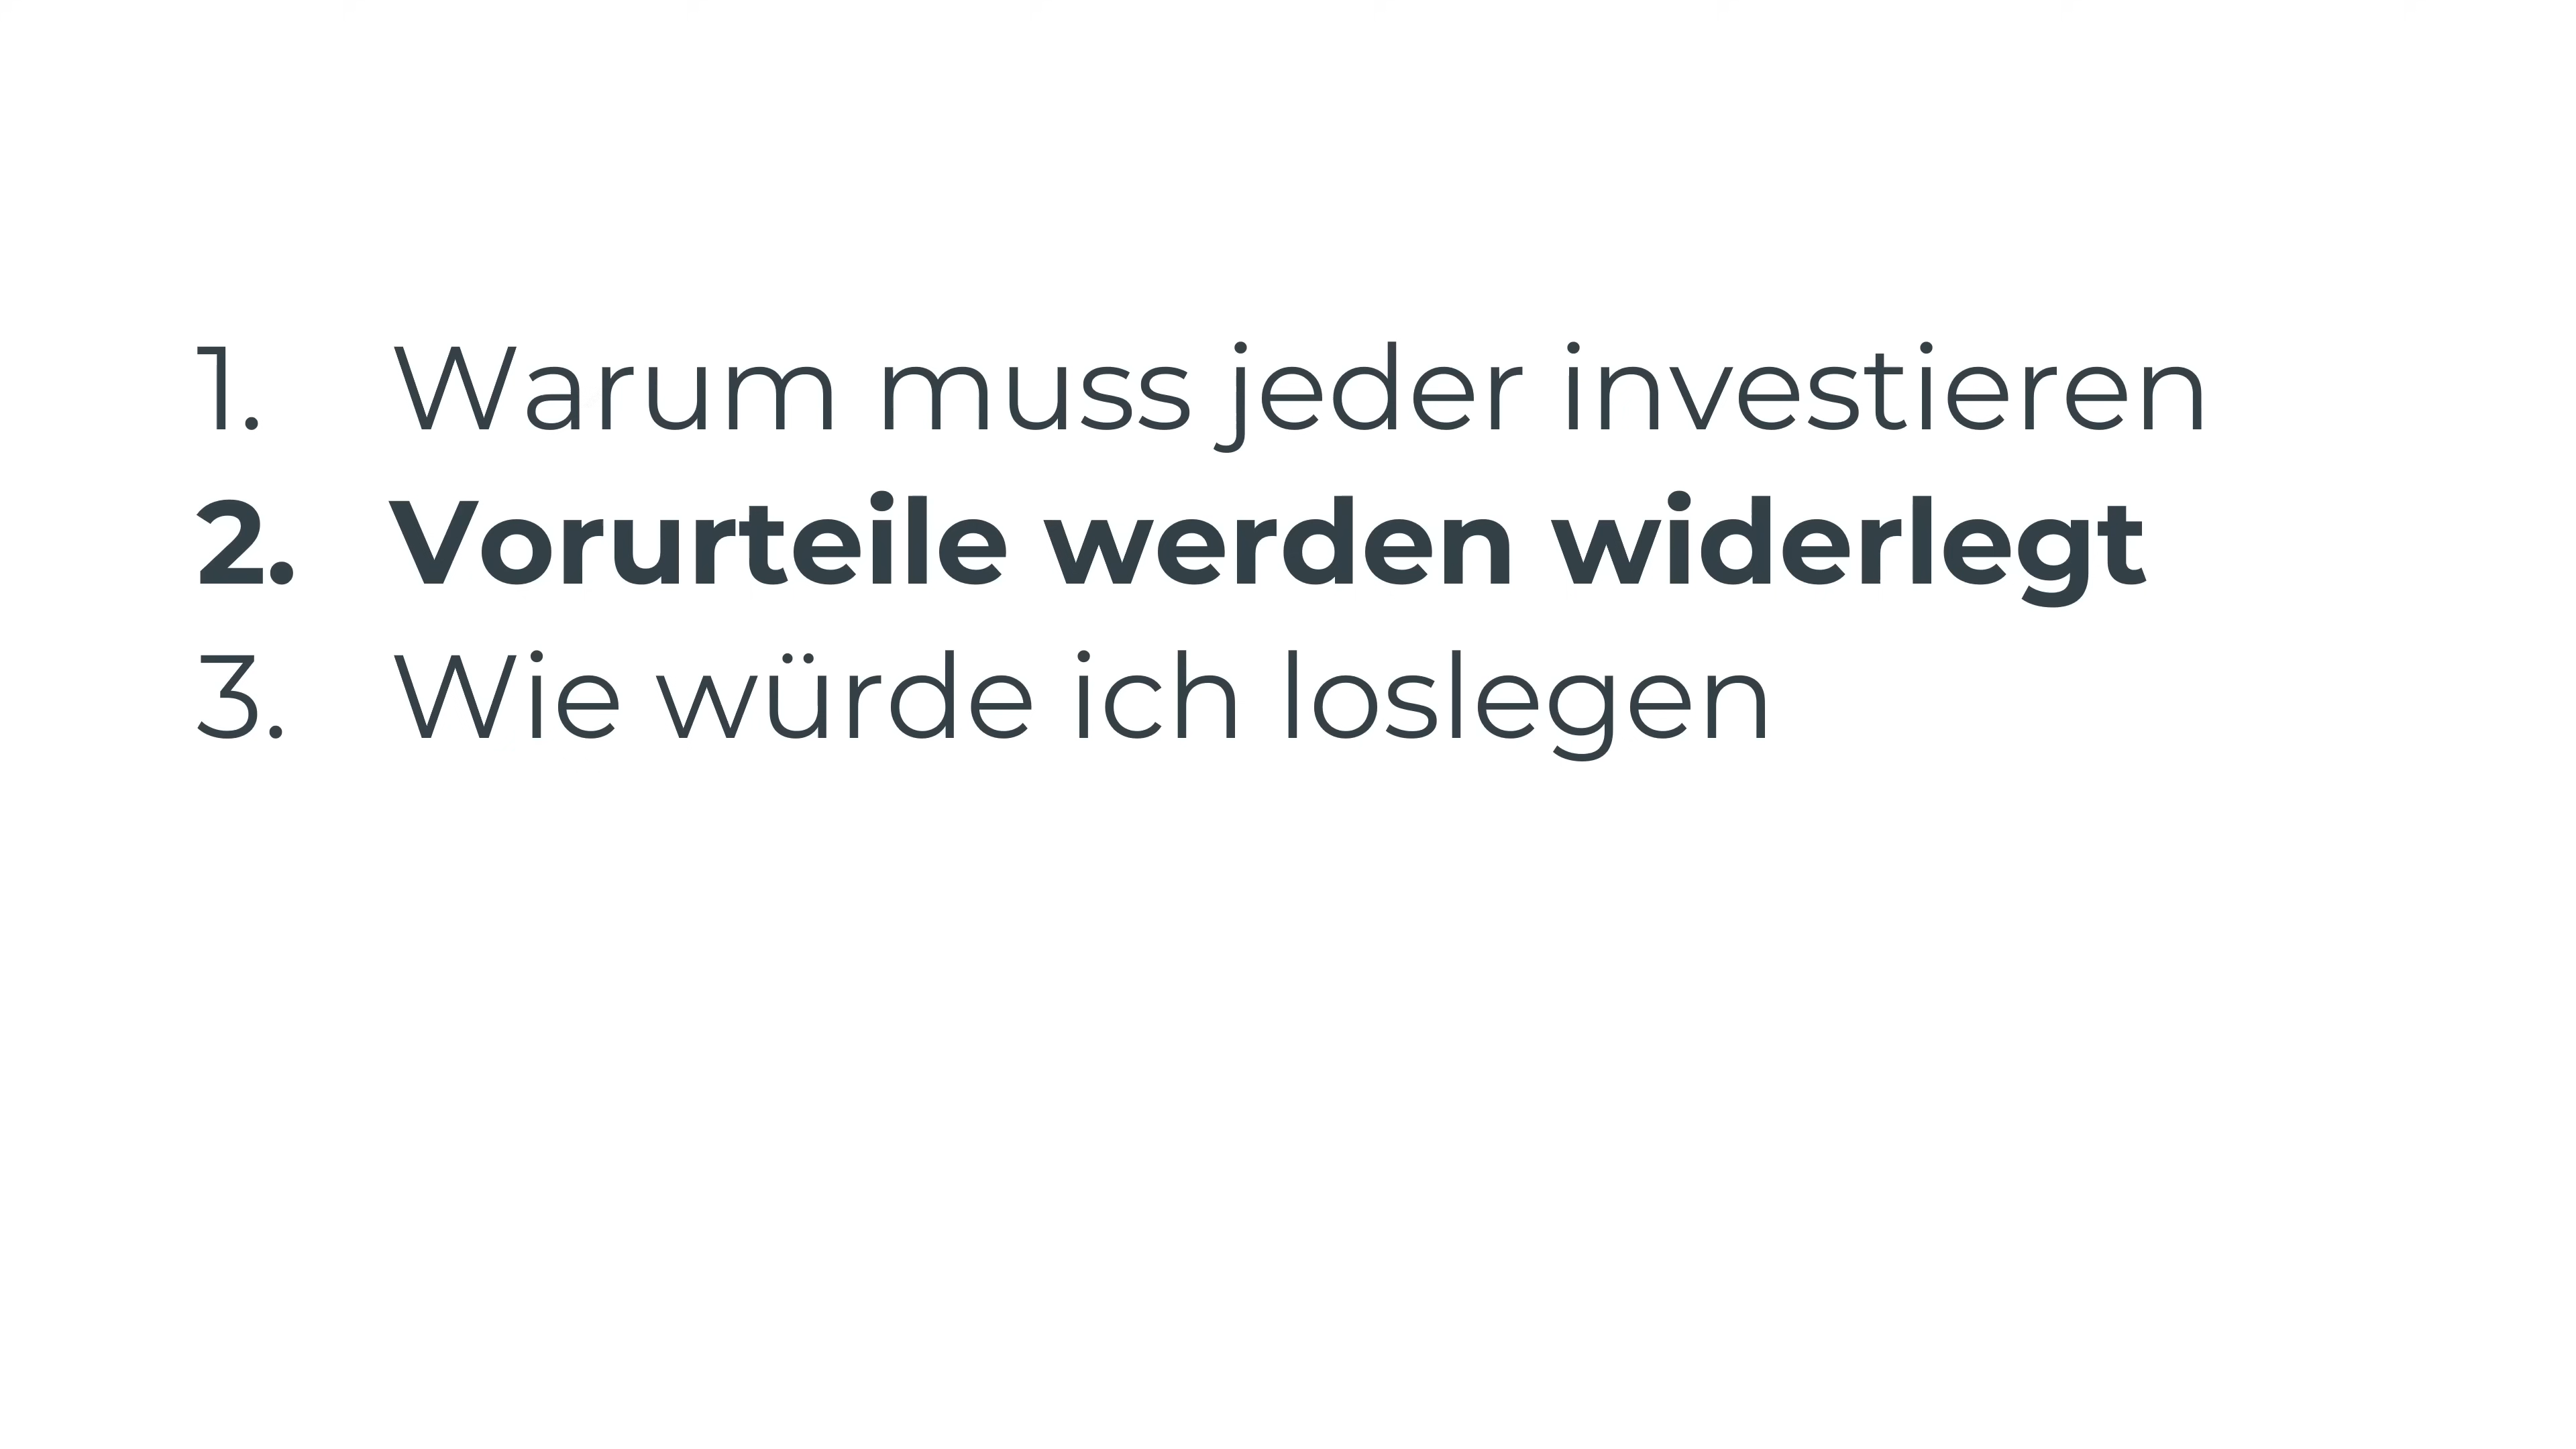 1. Warum muss jeder investieren
2. Vorurteile werden widerlegt
3. Wie würde ich loslegen